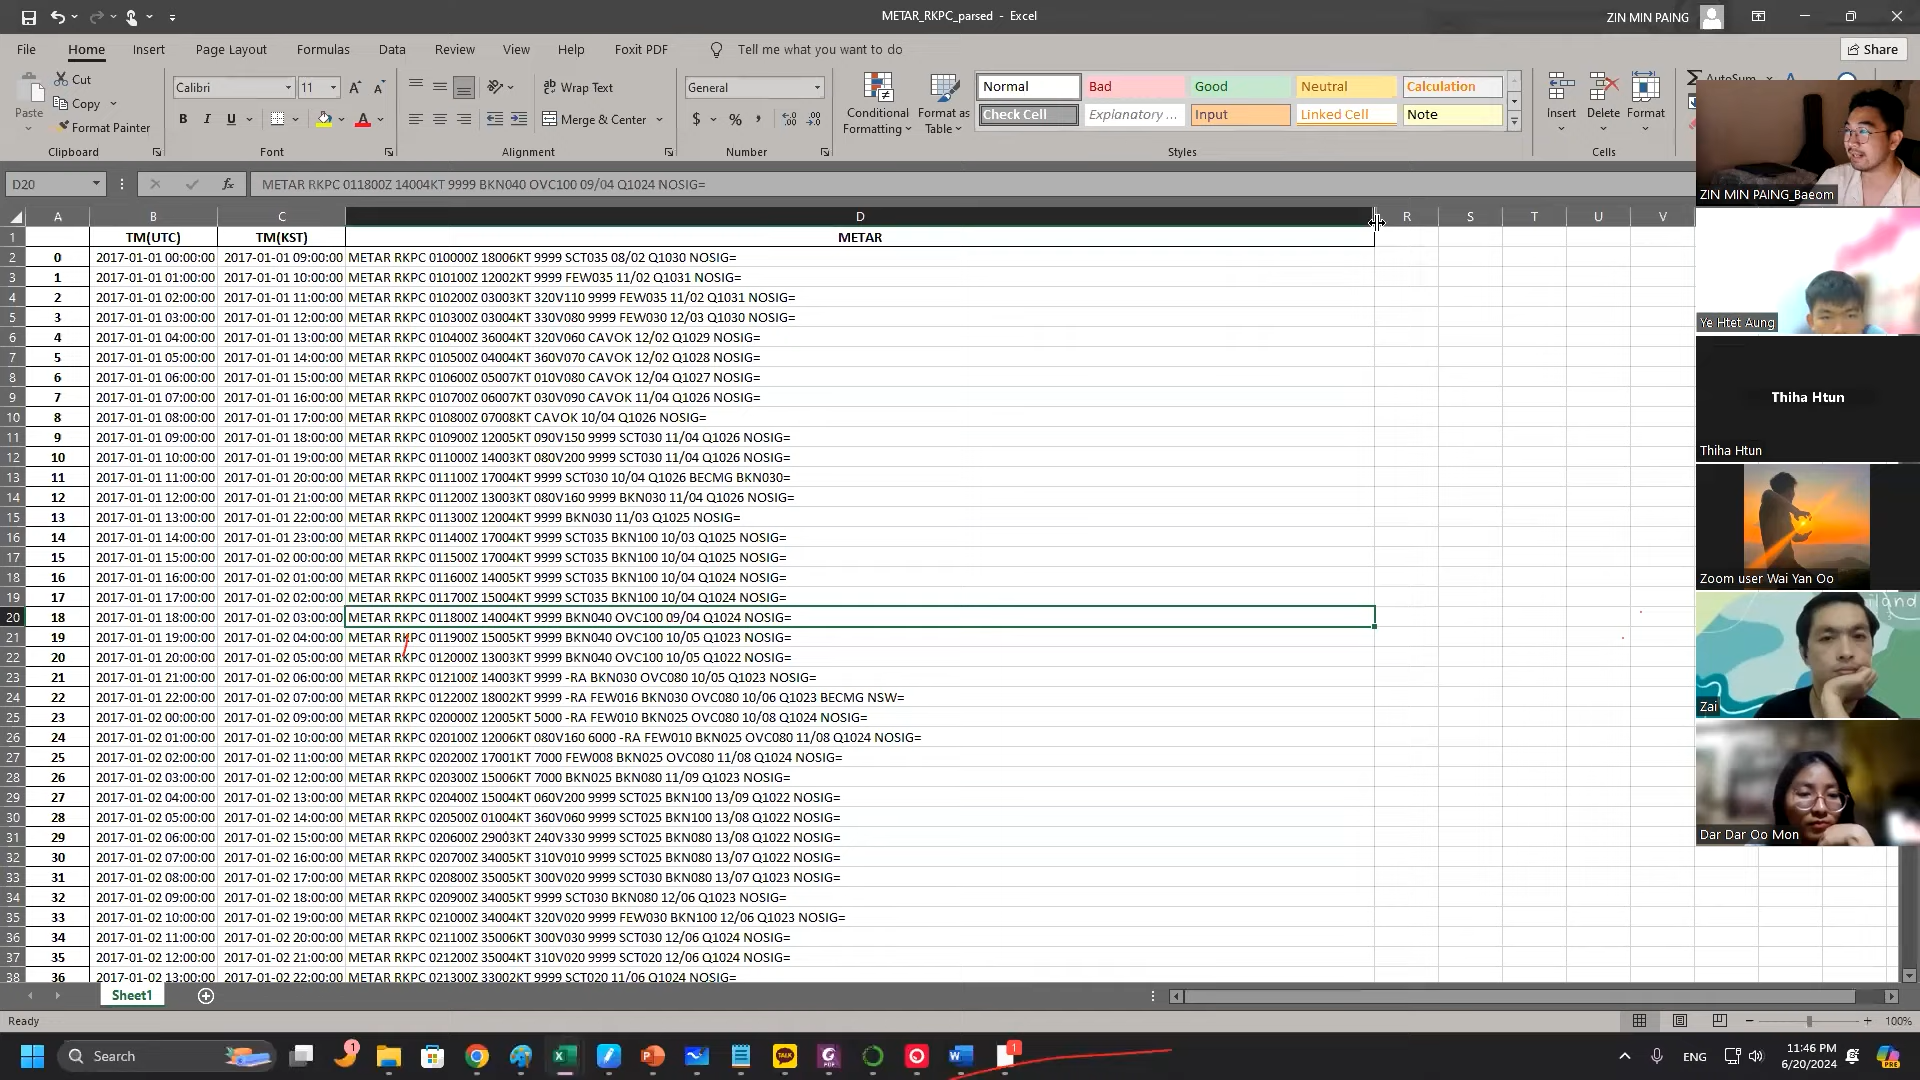 METAR_RKPC_parsed - Excel
ZIN MIN PAING
File Home Insert Page Layout Formulas Data Review View Help Foxit PDF Tell me what you want to do Share
Paste Cut Copy Format Painter Clipboard
Calibri 11 A A B I U A Font
Wrap Text Merge & Center Alignment
General $ % , Number
Conditional Formatting Format as Table
Normal Bad Good Neutral Calculation
Check Cell Explanatory ... Input Linked Cell Note
Styles
Insert Delete Format Cells
AutoSum
D20 fx METAR RKPC 011800Z 14004KT 9999 BKN040 OVC100 09/04 Q1024 NOSIG=
A B C D R S T U V
1 TM(UTC) TM(KST) METAR
2 0 2017-01-01 00:00:00 2017-01-01 09:00:00 METAR RKPC 010000Z 18006KT 9999 SCT035 08/02 Q1030 NOSIG=
3 1 2017-01-01 01:00:00 2017-01-01 10:00:00 METAR RKPC 010100Z 12002KT 9999 FEW035 11/02 Q1031 NOSIG=
4 2 2017-01-01 02:00:00 2017-01-01 11:00:00 METAR RKPC 010200Z 03003KT 320V110 9999 FEW035 11/02 Q1031 NOSIG=
5 3 2017-01-01 03:00:00 2017-01-01 12:00:00 METAR RKPC 010300Z 03004KT 330V080 9999 FEW030 12/03 Q1030 NOSIG=
6 4 2017-01-01 04:00:00 2017-01-01 13:00:00 METAR RKPC 010400Z 36004KT 320V060 CAVOK 12/02 Q1029 NOSIG=
7 5 2017-01-01 05:00:00 2017-01-01 14:00:00 METAR RKPC 010500Z 04004KT 360V070 CAVOK 12/02 Q1028 NOSIG=
8 6 2017-01-01 06:00:00 2017-01-01 15:00:00 METAR RKPC 010600Z 05007KT 010V080 CAVOK 12/04 Q1027 NOSIG=
9 7 2017-01-01 07:00:00 2017-01-01 16:00:00 METAR RKPC 010700Z 06007KT 030V090 CAVOK 11/04 Q1026 NOSIG=
10 8 2017-01-01 08:00:00 2017-01-01 17:00:00 METAR RKPC 010800Z 07008KT CAVOK 10/04 Q1026 NOSIG=
11 9 2017-01-01 09:00:00 2017-01-01 18:00:00 METAR RKPC 010900Z 12005KT 090V150 9999 SCT030 11/04 Q1026 NOSIG=
12 10 2017-01-01 10:00:00 2017-01-01 19:00:00 METAR RKPC 011000Z 14003KT 080V200 9999 SCT030 11/04 Q1026 NOSIG=
13 11 2017-01-01 11:00:00 2017-01-01 20:00:00 METAR RKPC 011100Z 17004KT 9999 SCT030 10/04 Q1026 BECMG BKN030=
14 12 2017-01-01 12:00:00 2017-01-01 21:00:00 METAR RKPC 011200Z 13003KT 080V160 9999 BKN030 11/04 Q1026 NOSIG=
15 13 2017-01-01 13:00:00 2017-01-01 22:00:00 METAR RKPC 011300Z 12004KT 9999 BKN030 11/03 Q1025 NOSIG=
16 14 2017-01-01 14:00:00 2017-01-01 23:00:00 METAR RKPC 011400Z 17004KT 9999 SCT035 BKN100 10/03 Q1025 NOSIG=
17 15 2017-01-01 15:00:00 2017-01-02 00:00:00 METAR RKPC 011500Z 17004KT 9999 SCT035 BKN100 10/04 Q1025 NOSIG=
18 16 2017-01-01 16:00:00 2017-01-02 01:00:00 METAR RKPC 011600Z 14005KT 9999 SCT035 BKN100 10/04 Q1024 NOSIG=
19 17 2017-01-01 17:00:00 2017-01-02 02:00:00 METAR RKPC 011700Z 15004KT 9999 SCT035 BKN100 10/04 Q1024 NOSIG=
20 18 2017-01-01 18:00:00 2017-01-02 03:00:00 METAR RKPC 011800Z 14004KT 9999 BKN040 OVC100 09/04 Q1024 NOSIG=
21 19 2017-01-01 19:00:00 2017-01-02 04:00:00 METAR RKPC 011900Z 15005KT 9999 BKN040 OVC100 10/05 Q1023 NOSIG=
22 20 2017-01-01 20:00:00 2017-01-02 05:00:00 METAR RKPC 012000Z 13003KT 9999 BKN040 OVC100 10/05 Q1022 NOSIG=
23 21 2017-01-01 21:00:00 2017-01-02 06:00:00 METAR RKPC 012100Z 14003KT 9999 -RA BKN030 OVC080 10/05 Q1023 NOSIG=
24 22 2017-01-01 22:00:00 2017-01-02 07:00:00 METAR RKPC 012200Z 18002KT 9999 -RA FEW016 BKN030 OVC080 10/06 Q1023 BECMG NSW=
25 23 2017-01-02 00:00:00 2017-01-02 09:00:00 METAR RKPC 020000Z 12005KT 5000 -RA FEW010 BKN025 OVC080 10/08 Q1024 NOSIG=
26 24 2017-01-02 01:00:00 2017-01-02 10:00:00 METAR RKPC 020100Z 12006KT 080V160 6000 -RA FEW010 BKN025 OVC080 11/08 Q1024 NOSIG=
27 25 2017-01-02 02:00:00 2017-01-02 11:00:00 METAR RKPC 020200Z 17001KT 7000 FEW008 BKN025 OVC080 11/08 Q1024 NOSIG=
28 26 2017-01-02 03:00:00 2017-01-02 12:00:00 METAR RKPC 020300Z 15006KT 7000 BKN025 BKN080 11/09 Q1023 NOSIG=
29 27 2017-01-02 04:00:00 2017-01-02 13:00:00 METAR RKPC 020400Z 15004KT 060V200 9999 SCT025 BKN100 13/09 Q1022 NOSIG=
30 28 2017-01-02 05:00:00 2017-01-02 14:00:00 METAR RKPC 020500Z 01004KT 360V060 9999 SCT025 BKN100 13/08 Q1022 NOSIG=
31 29 2017-01-02 06:00:00 2017-01-02 15:00:00 METAR RKPC 020600Z 29003KT 240V330 9999 SCT025 BKN080 13/08 Q1022 NOSIG=
32 30 2017-01-02 07:00:00 2017-01-02 16:00:00 METAR RKPC 020700Z 34005KT 310V010 9999 SCT025 BKN080 13/07 Q1022 NOSIG=
33 31 2017-01-02 08:00:00 2017-01-02 17:00:00 METAR RKPC 020800Z 35005KT 300V020 9999 SCT030 BKN080 13/07 Q1023 NOSIG=
34 32 2017-01-02 09:00:00 2017-01-02 18:00:00 METAR RKPC 020900Z 34005KT 9999 SCT030 BKN080 12/06 Q1023 NOSIG=
35 33 2017-01-02 10:00:00 2017-01-02 19:00:00 METAR RKPC 021000Z 34004KT 320V020 9999 FEW030 BKN100 12/06 Q1023 NOSIG=
36 34 2017-01-02 11:00:00 2017-01-02 20:00:00 METAR RKPC 021100Z 35006KT 300V030 9999 SCT030 12/06 Q1024 NOSIG=
37 35 2017-01-02 12:00:00 2017-01-02 21:00:00 METAR RKPC 021200Z 35004KT 310V020 9999 SCT020 12/06 Q1024 NOSIG=
38 36 2017-01-02 13:00:00 2017-01-02 22:00:00 METAR RKPC 021300Z 33002KT 9999 SCT020 11/06 Q1024 NOSIG=
ZIN MIN PAING_Baeom
Ye Htet Aung
Thiha Htun
Thiha Htun
Zoom user Wai Yan Oo
ailand
Zai
Dar Dar Oo Mon
Sheet1
Ready 100%
Search 1 TALK 1 ENG 11:46 PM
6/20/2024